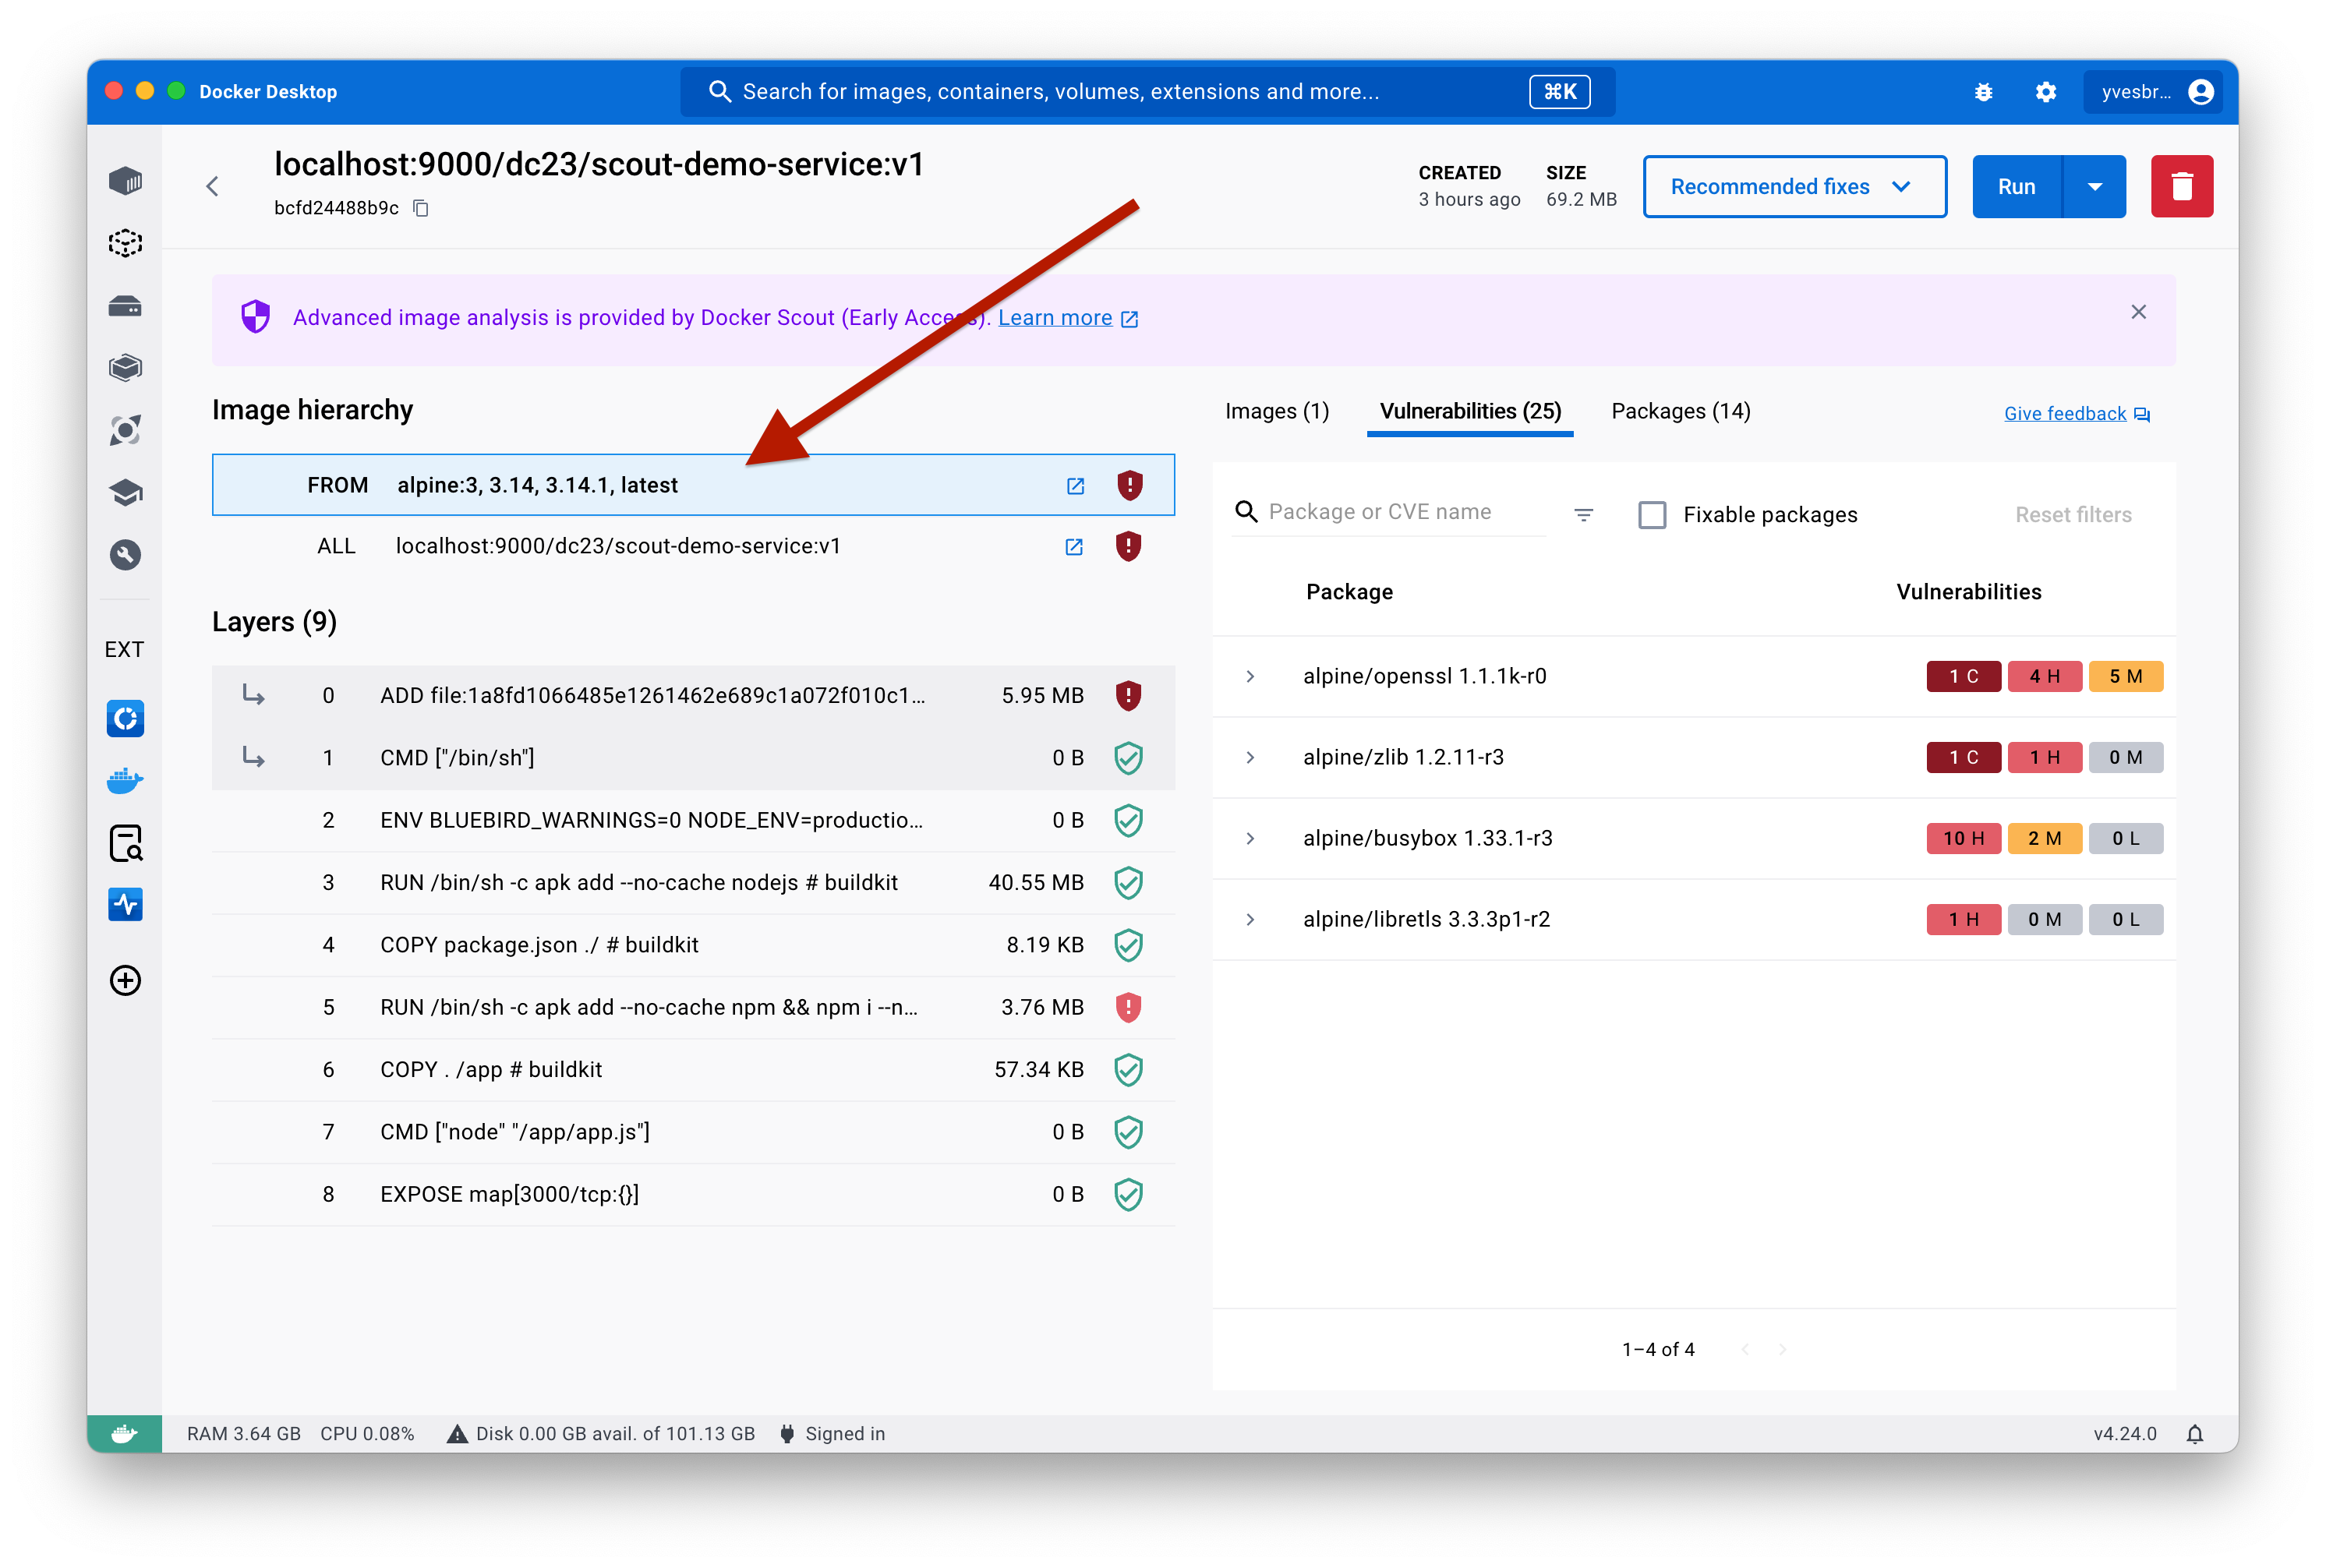 Docker Desktop
Search for images, containers, volumes, extensions and more...
⌘K
yvesbr...
localhost:9000/dc23/scout-demo-service:v1
bcfd24488b9c
CREATED
3 hours ago
SIZE
69.2 MB
Recommended fixes
Run
Advanced image analysis is provided by Docker Scout (Early Access). Learn more
Image hierarchy
FROM alpine:3, 3.14, 3.14.1, latest
ALL localhost:9000/dc23/scout-demo-service:v1
Layers (9)
0 ADD file:1a8fd1066485e1261462e689c1a072f010c1... 5.95 MB
1 CMD ["/bin/sh"] 0 B
2 ENV BLUEBIRD_WARNINGS=0 NODE_ENV=productio... 0 B
3 RUN /bin/sh -c apk add --no-cache nodejs # buildkit 40.55 MB
4 COPY package.json ./ # buildkit 8.19 KB
5 RUN /bin/sh -c apk add --no-cache npm && npm i --n... 3.76 MB
6 COPY . /app # buildkit 57.34 KB
7 CMD ["node" "/app/app.js"] 0 B
8 EXPOSE map[3000/tcp:{}] 0 B
EXT
Images (1)
Vulnerabilities (25)
Packages (14)
Give feedback
Package or CVE name
Fixable packages
Reset filters
Package Vulnerabilities
alpine/openssl 1.1.1k-r0 1 C 4 H 5 M
alpine/zlib 1.2.11-r3 1 C 1 H 0 M
alpine/busybox 1.33.1-r3 10 H 2 M 0 L
alpine/libretls 3.3.3p1-r2 1 H 0 M 0 L
1–4 of 4
RAM 3.64 GB CPU 0.08% Disk 0.00 GB avail. of 101.13 GB Signed in
v4.24.0